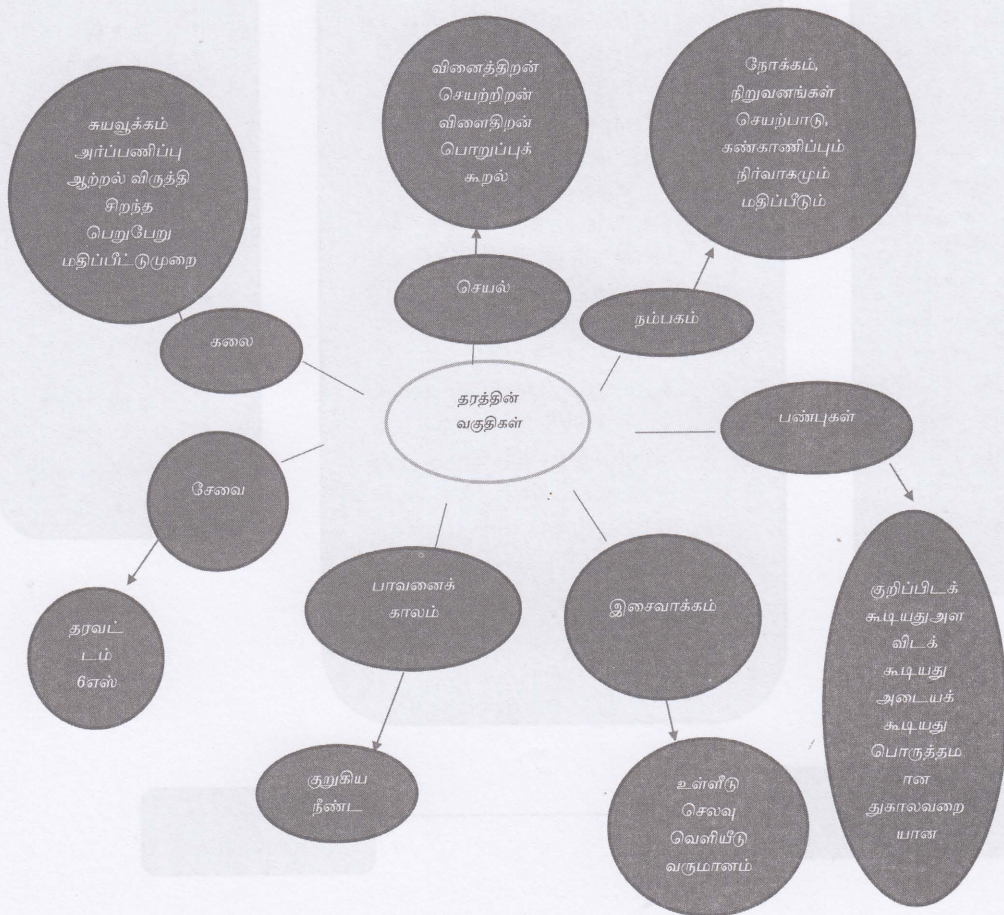 வினைத்திறன்
செயற்றிறன்
விளைதிறன்
பொறுப்புக்
கூறல்
நோக்கம்,
நிறுவனங்கள்
செயற்பாடு,
கண்காணிப்பும்
நிர்வாகமும்
மதிப்பீடும்
சுயவூக்கம்
அர்ப்பணிப்பு
ஆற்றல் விருத்தி
சிறந்த
பெறுபேறு
மதிப்பீட்டுமுறை
செயல்
நம்பகம்
கலை
தரத்தின்
வகுதிகள்
பண்புகள்
சேவை
பாவனைக்
காலம்
இசைவாக்கம்
குறிப்பிடக்
கூடியதுஅள
விடக்
கூடியது
அடையக்
கூடியது
பொருத்தம
ான
துகாலவறை
யான
தரவட்
டம்
6எஸ்
குறுகிய
நீண்ட
உள்ளீடு
செலவு
வெளியீடு
வருமானம்